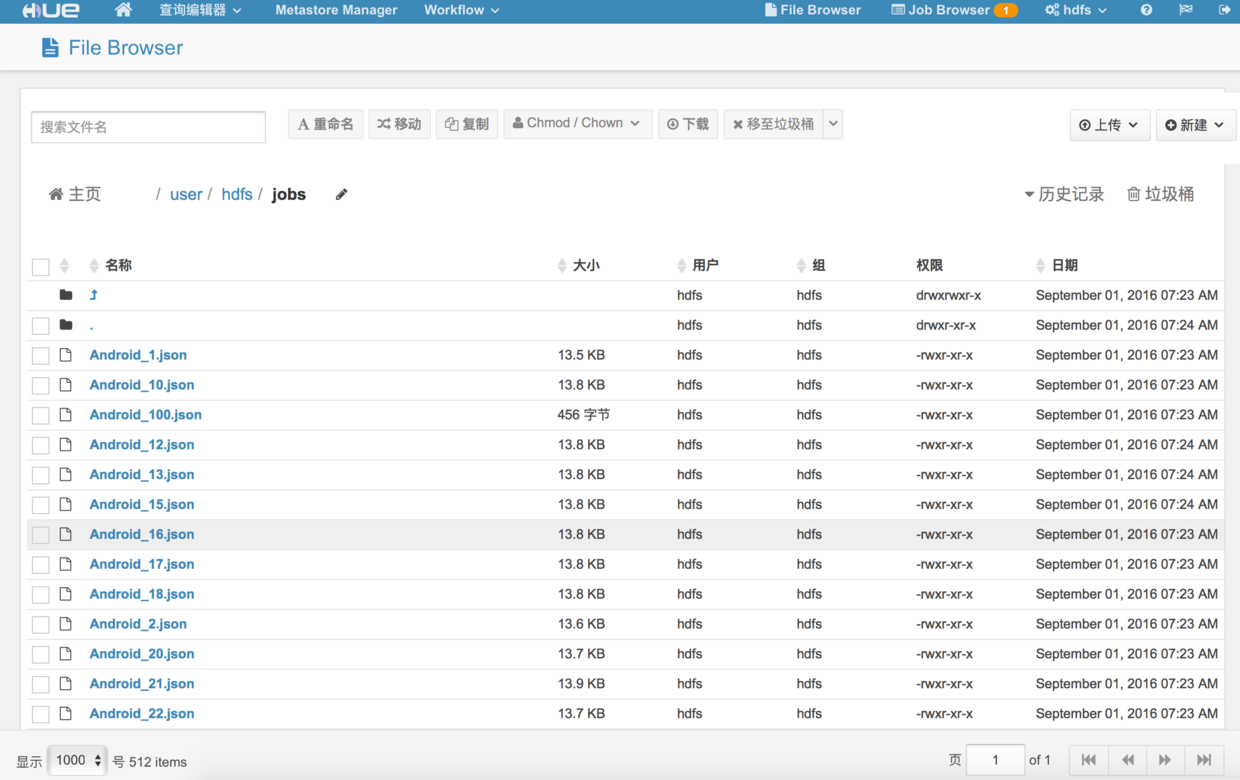 HUE 查询编辑器 Metastore Manager Workflow File Browser Job Browser 1 hdfs
File Browser
搜索文件名 重命名 移动 复制 Chmod / Chown 下载 移至垃圾桶 上传 新建
主页 / user / hdfs / jobs 历史记录 垃圾桶
名称 大小 用户 组 权限 日期
hdfs hdfs drwxrwxr-x September 01, 2016 07:23 AM
. hdfs hdfs drwxr-xr-x September 01, 2016 07:24 AM
Android_1.json 13.5 KB hdfs hdfs -rwxr-xr-x September 01, 2016 07:23 AM
Android_10.json 13.8 KB hdfs hdfs -rwxr-xr-x September 01, 2016 07:23 AM
Android_100.json 456 字节 hdfs hdfs -rwxr-xr-x September 01, 2016 07:23 AM
Android_12.json 13.8 KB hdfs hdfs -rwxr-xr-x September 01, 2016 07:24 AM
Android_13.json 13.8 KB hdfs hdfs -rwxr-xr-x September 01, 2016 07:24 AM
Android_15.json 13.8 KB hdfs hdfs -rwxr-xr-x September 01, 2016 07:24 AM
Android_16.json 13.8 KB hdfs hdfs -rwxr-xr-x September 01, 2016 07:23 AM
Android_17.json 13.8 KB hdfs hdfs -rwxr-xr-x September 01, 2016 07:23 AM
Android_18.json 13.8 KB hdfs hdfs -rwxr-xr-x September 01, 2016 07:23 AM
Android_2.json 13.6 KB hdfs hdfs -rwxr-xr-x September 01, 2016 07:23 AM
Android_20.json 13.7 KB hdfs hdfs -rwxr-xr-x September 01, 2016 07:23 AM
Android_21.json 13.9 KB hdfs hdfs -rwxr-xr-x September 01, 2016 07:23 AM
Android_22.json 13.7 KB hdfs hdfs -rwxr-xr-x September 01, 2016 07:23 AM
显示 1000 号 512 items 页 1 of 1